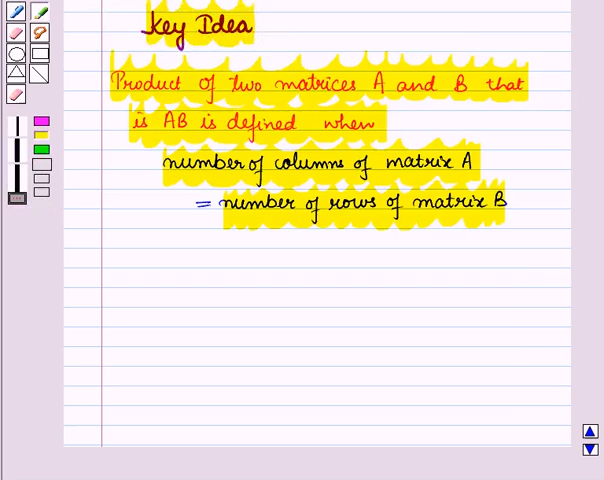 Key Idea
Product of two matrices A and B that
is AB is defined when
number of columns of matrix A
= number of rows of matrix B